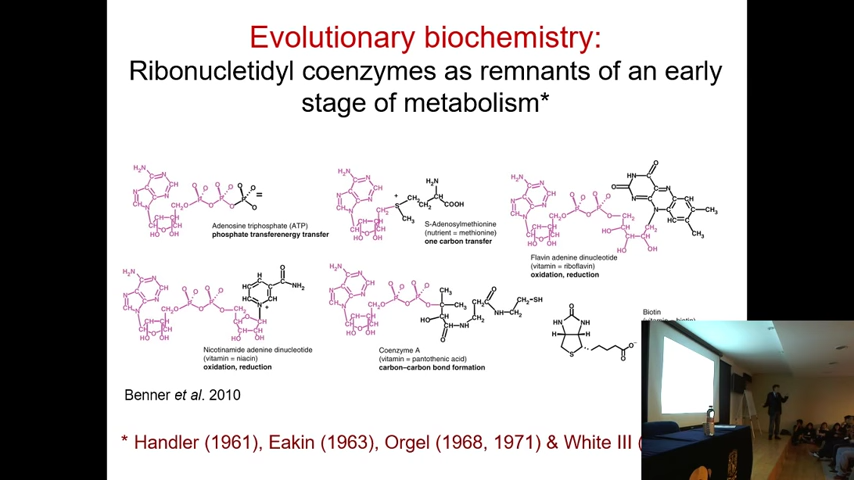 Evolutionary biochemistry:
Ribonucletidyl coenzymes as remnants of an early
stage of metabolism*
Adenosine triphosphate (ATP)
phosphate transferenergy transfer
S-Adenosylmethionine
(nutrient = methionine)
one carbon transfer
Flavin adenine dinucleotide
(vitamin = riboflavin)
oxidation, reduction
Nicotinamide adenine dinucleotide
(vitamin = niacin)
oxidation, reduction
Coenzyme A
(vitamin = pantothenic acid)
carbon–carbon bond formation
Biotin
Benner et al. 2010
* Handler (1961), Eakin (1963), Orgel (1968, 1971) & White III (